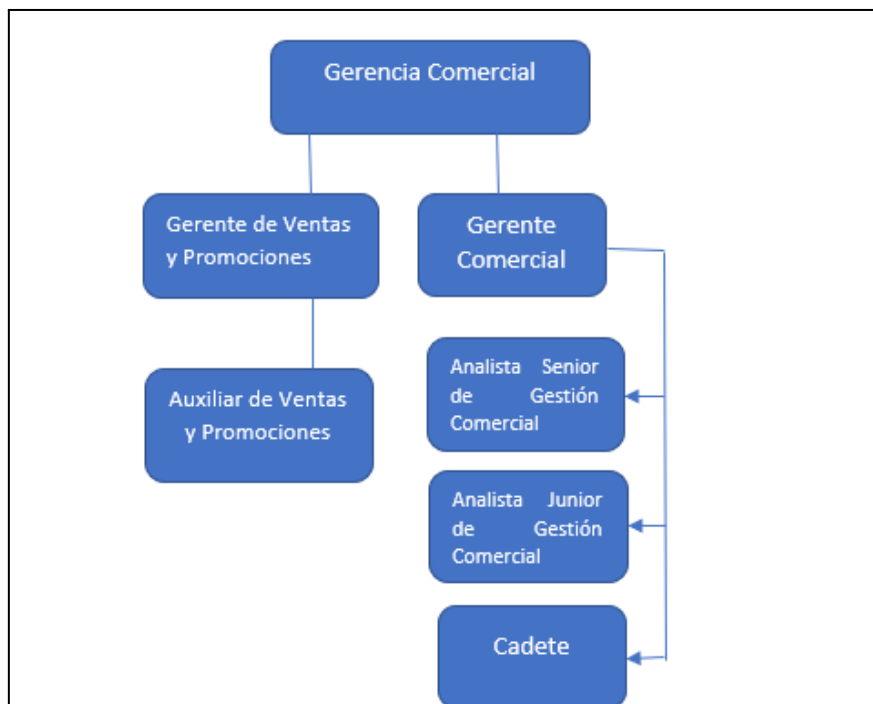 Gerencia Comercial
Gerente de Ventas
y Promociones
Gerente
Comercial
Auxiliar de Ventas
y Promociones
Analista Senior
de Gestión
Comercial
Analista Junior
de Gestión
Comercial
Cadete